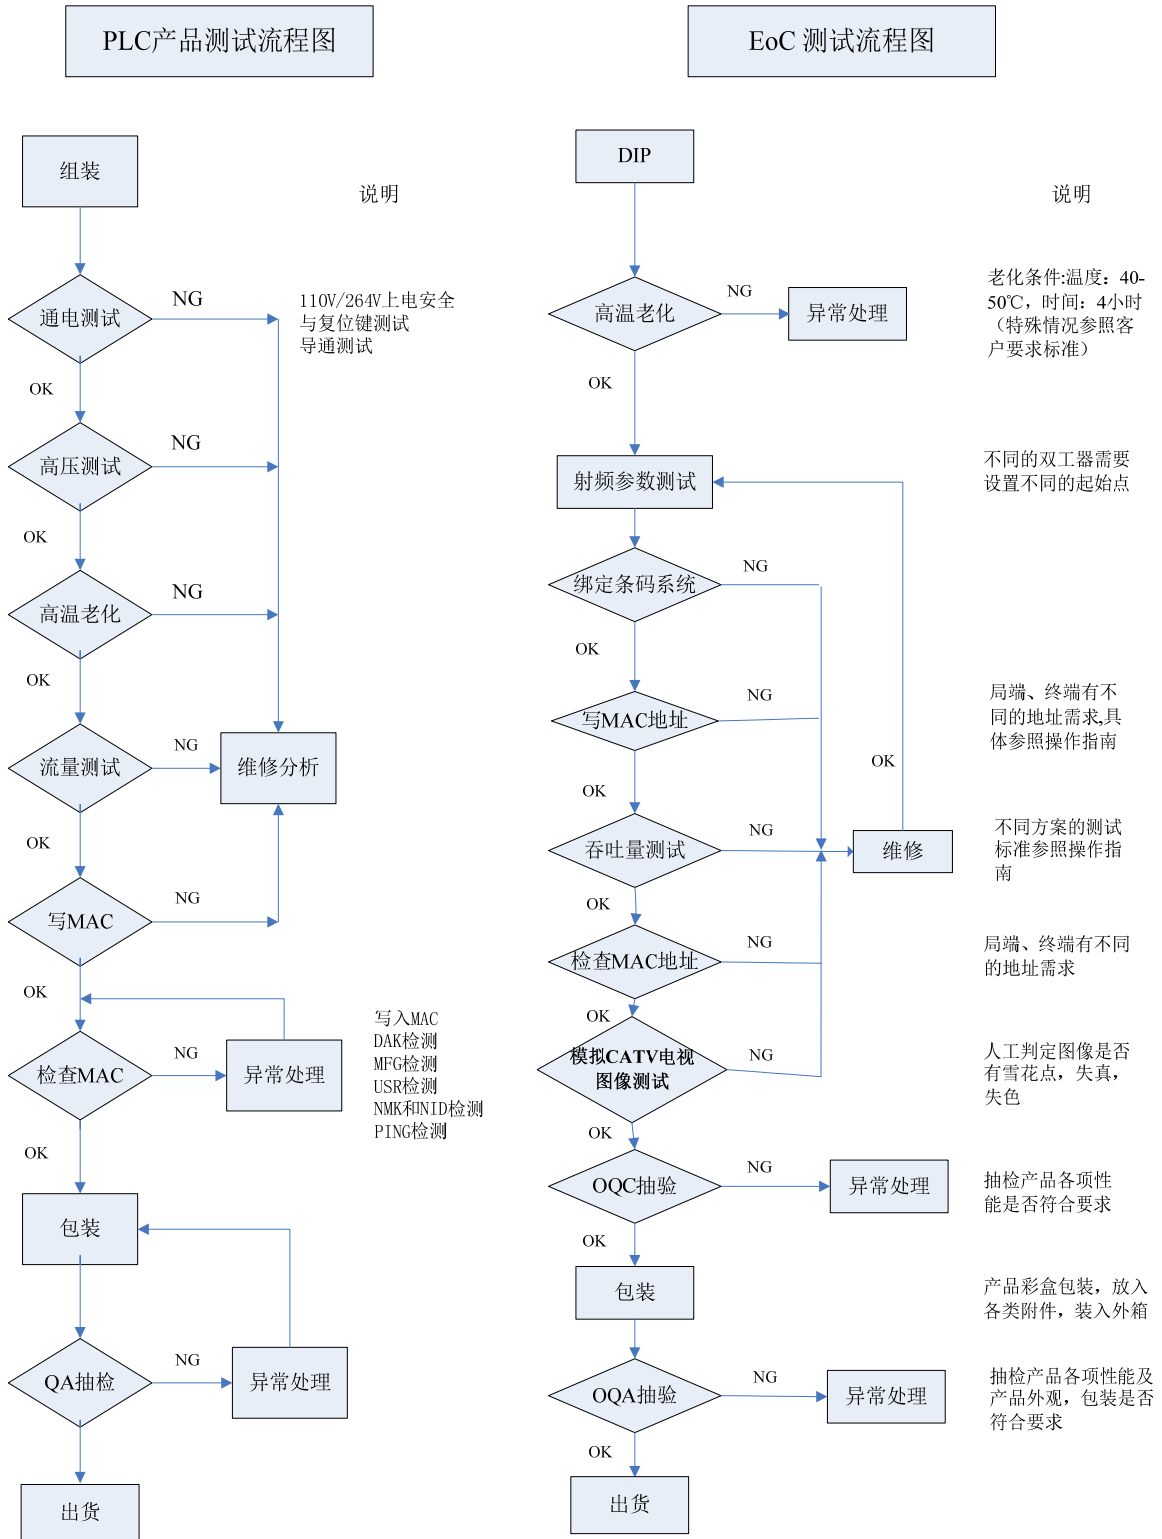 PLC产品测试流程图
组装
说明
通电测试
NG
110V/264V上电安全
与复位键测试
导通测试
OK
高压测试
NG
OK
高温老化
NG
OK
流量测试
NG
维修分析
OK
写MAC
NG
OK
检查MAC
NG
异常处理
写入MAC
DAK检测
MFG检测
USR检测
NMK和NID检测
PING检测
OK
包装
QA抽检
NG
异常处理
出货
EoC 测试流程图
DIP
说明
高温老化
NG
异常处理
老化条件:温度：40-
50℃，时间：4小时
（特殊情况参照客
户要求标准）
OK
射频参数测试
不同的双工器需要
设置不同的起始点
绑定条码系统
NG
OK
写MAC地址
NG
局端、终端有不
同的地址需求,具
体参照操作指南
OK
OK
吞吐量测试
NG
维修
不同方案的测试
标准参照操作指
南
OK
检查MAC地址
NG
局端、终端有不同
的地址需求
OK
模拟CATV电视
图像测试
NG
人工判定图像是否
有雪花点，失真，
失色
OK
OQC抽验
NG
异常处理
抽检产品各项性
能是否符合要求
OK
包装
产品彩盒包装，放入
各类附件，装入外箱
OQA抽验
NG
异常处理
抽检产品各项性能及
产品外观，包装是否
符合要求
OK
出货